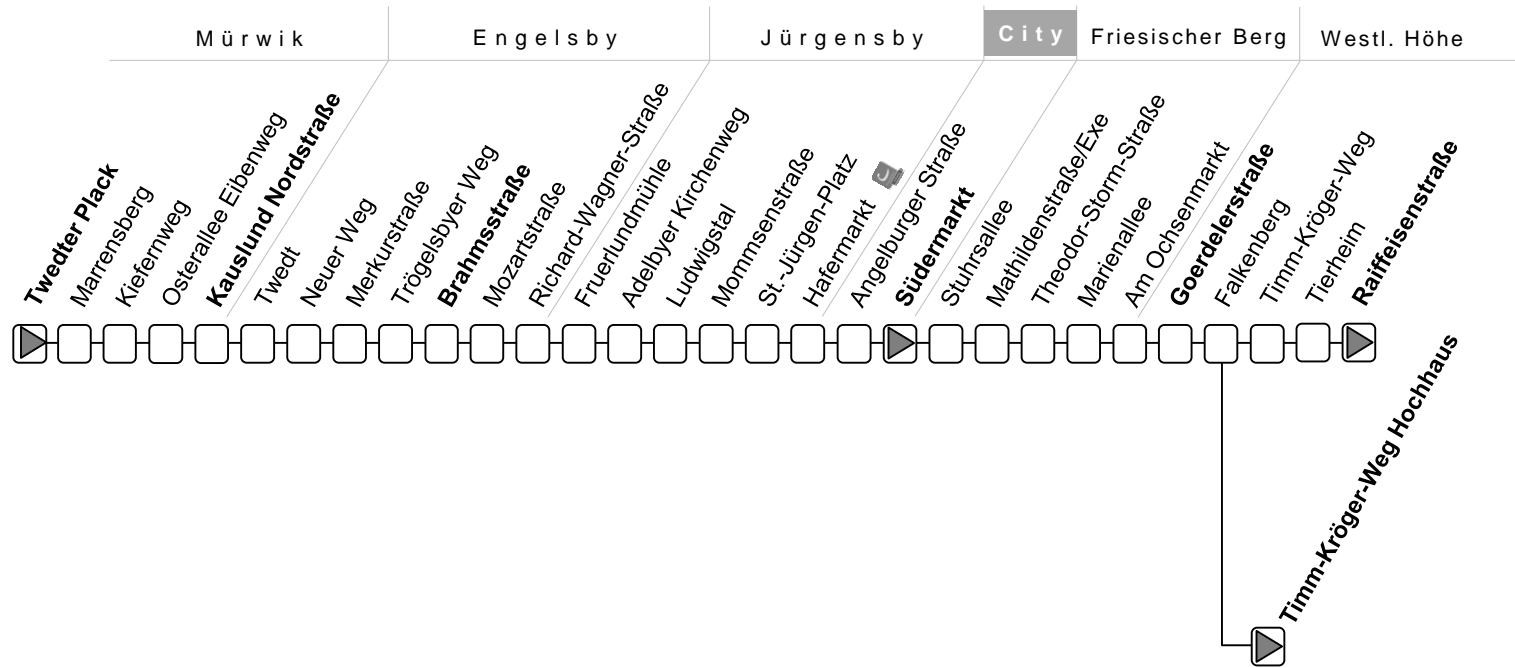 Mürwik
Engelsby
Jürgensby
City
Friesischer Berg
Westl. Höhe
Twedter Plack
Marrensberg
Kiefernweg
Osterallee Eibenweg
Kauslund Nordstraße
Twedt
Neuer Weg
Merkurstraße
Trögelsbyer Weg
Brahmsstraße
Mozartstraße
Richard-Wagner-Straße
Fruerlundmühle
Adelbyer Kirchenweg
Ludwigstal
Mommsenstraße
St.-Jürgen-Platz
Hafermarkt
Angelburger Straße
Südermarkt
Stuhrsallee
Mathildenstraße/Exe
Theodor-Storm-Straße
Marienallee
Am Ochsenmarkt
Goerdelerstraße
Falkenberg
Timm-Kröger-Weg
Tierheim
Raiffeisenstraße
Timm-Kröger-Weg Hochhaus